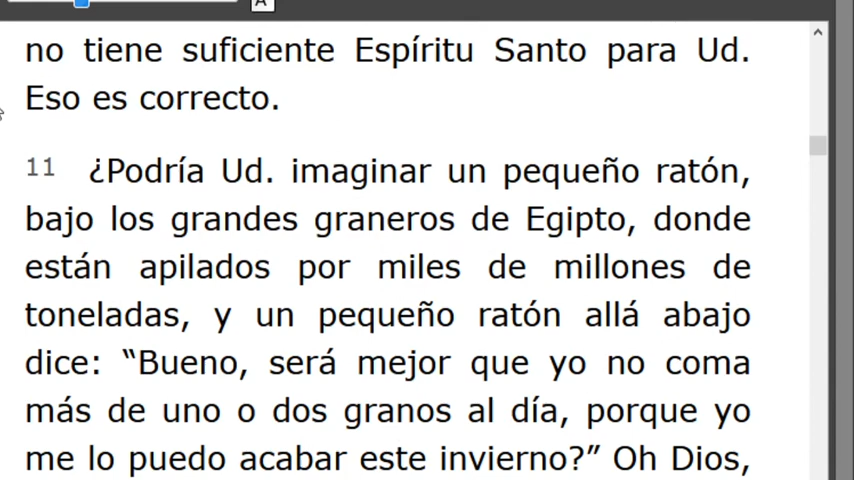 A
no tiene suficiente Espíritu Santo para Ud.
Eso es correcto.
11 ¿Podría Ud. imaginar un pequeño ratón,
bajo los grandes graneros de Egipto, donde
están apilados por miles de millones de
toneladas, y un pequeño ratón allá abajo
dice: “Bueno, será mejor que yo no coma
más de uno o dos granos al día, porque yo
me lo puedo acabar este invierno?” Oh Dios,